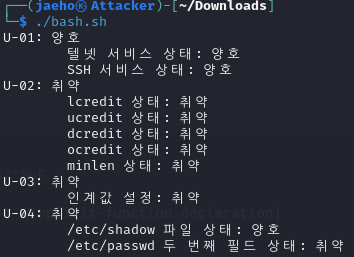 ┌──(jaeho㉿Attacker)-[~/Downloads]
└─$ ./bash.sh
U-01: 양호
텔넷 서비스 상태: 양호
SSH 서비스 상태: 양호
U-02: 취약
lcredit 상태: 취약
ucredit 상태: 취약
dcredit 상태: 취약
ocredit 상태: 취약
minlen 상태: 취약
U-03: 취약
인계값 설정: 취약
U-04: 취약
/etc/shadow 파일 상태: 양호
/etc/passwd 두 번째 필드 상태: 취약